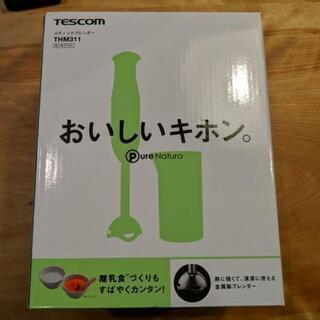 TESCOM
スティックブレンダー
THM311
おいしいキホン。
Pure Natura
離乳食づくりも
すばやくカンタン!
熱に強くて、清潔に使える
金属製ブレンダー